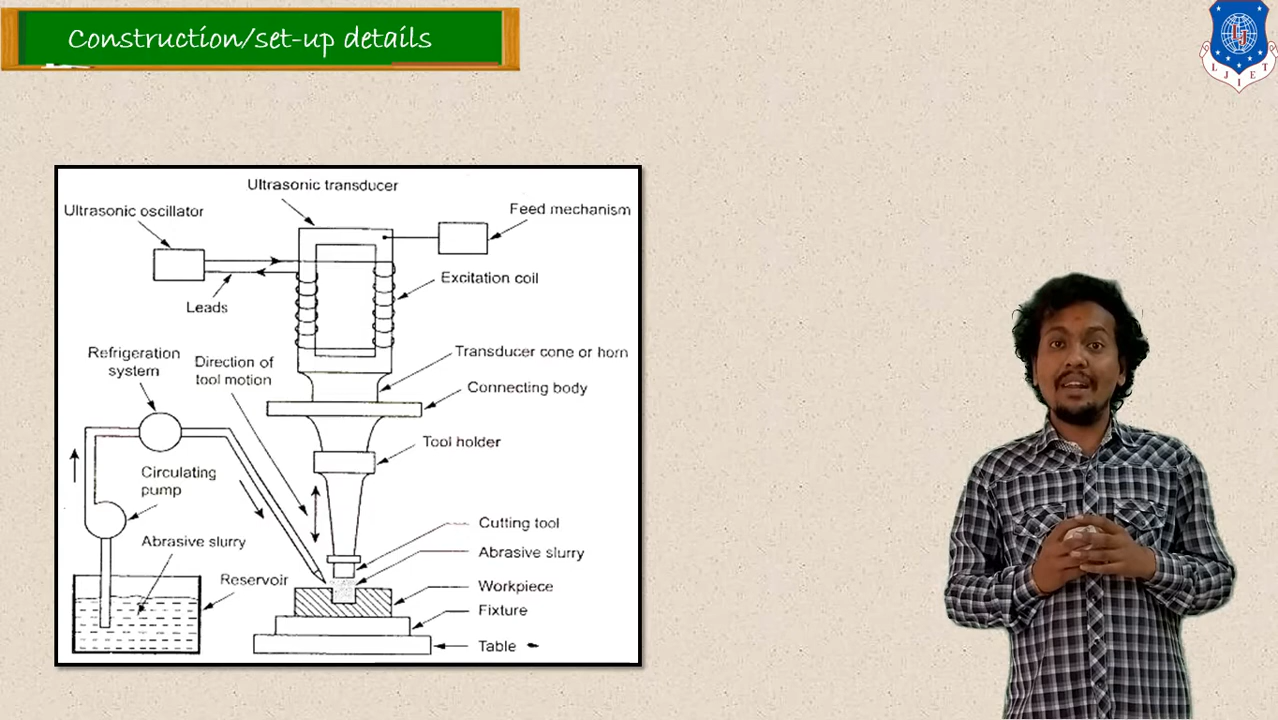 Construction/set-up details
LJIET
Ultrasonic transducer
Ultrasonic oscillator
Feed mechanism
Excitation coil
Leads
Refrigeration
system
Direction of
tool motion
Transducer cone or horn
Connecting body
Tool holder
Circulating
pump
Cutting tool
Abrasive slurry
Abrasive slurry
Reservoir
Workpiece
Fixture
Table